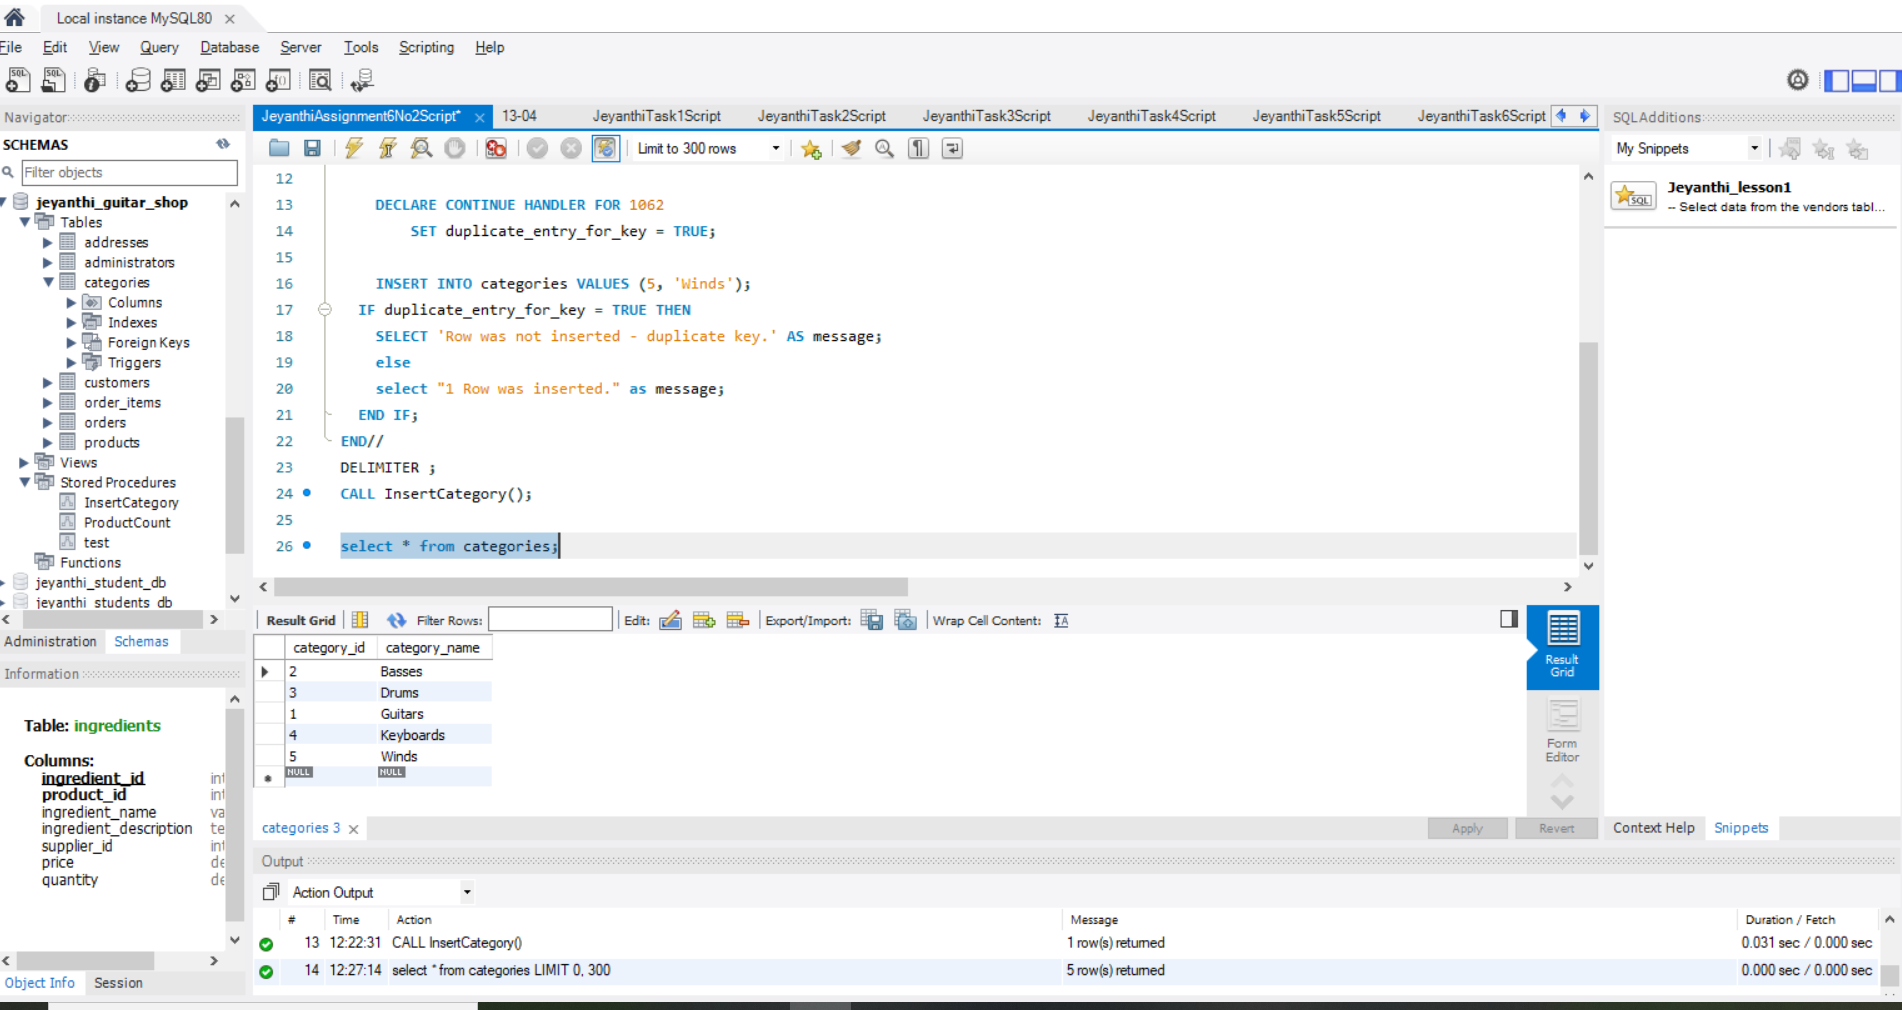 Local instance MySQL80 ×
File Edit View Query Database Server Tools Scripting Help
Navigator
SCHEMAS
Filter objects
jeyanthi_guitar_shop
Tables
addresses
administrators
categories
Columns
Indexes
Foreign Keys
Triggers
customers
order_items
orders
products
Views
Stored Procedures
InsertCategory
ProductCount
test
Functions
jeyanthi_student_db
jeyanthi_students_db
Administration Schemas
Information
Table: ingredients
Columns:
ingredient_id int
product_id int
ingredient_name va
ingredient_description te
supplier_id int
price de
quantity de
Object Info Session
JeyanthiAssignment6No2Script* × 13-04 JeyanthiTask1Script JeyanthiTask2Script JeyanthiTask3Script JeyanthiTask4Script JeyanthiTask5Script JeyanthiTask6Script
Limit to 300 rows
12
13 DECLARE CONTINUE HANDLER FOR 1062
14 SET duplicate_entry_for_key = TRUE;
15
16 INSERT INTO categories VALUES (5, 'Winds');
17 IF duplicate_entry_for_key = TRUE THEN
18 SELECT 'Row was not inserted - duplicate key.' AS message;
19 else
20 select "1 Row was inserted." as message;
21 END IF;
22 END//
23 DELIMITER ;
24 CALL InsertCategory();
25
26 select * from categories;
Result Grid Filter Rows: Edit: Export/Import: Wrap Cell Content:
category_id category_name
2 Basses
3 Drums
1 Guitars
4 Keyboards
5 Winds
NULL NULL
Result
Grid
Form
Editor
categories 3 × Apply Revert
Output
Action Output
# Time Action Message Duration / Fetch
13 12:22:31 CALL InsertCategory() 1 row(s) returned 0.031 sec / 0.000 sec
14 12:27:14 select * from categories LIMIT 0, 300 5 row(s) returned 0.000 sec / 0.000 sec
SQLAdditions
My Snippets
Jeyanthi_lesson1
-- Select data from the vendors tabl...
Context Help Snippets